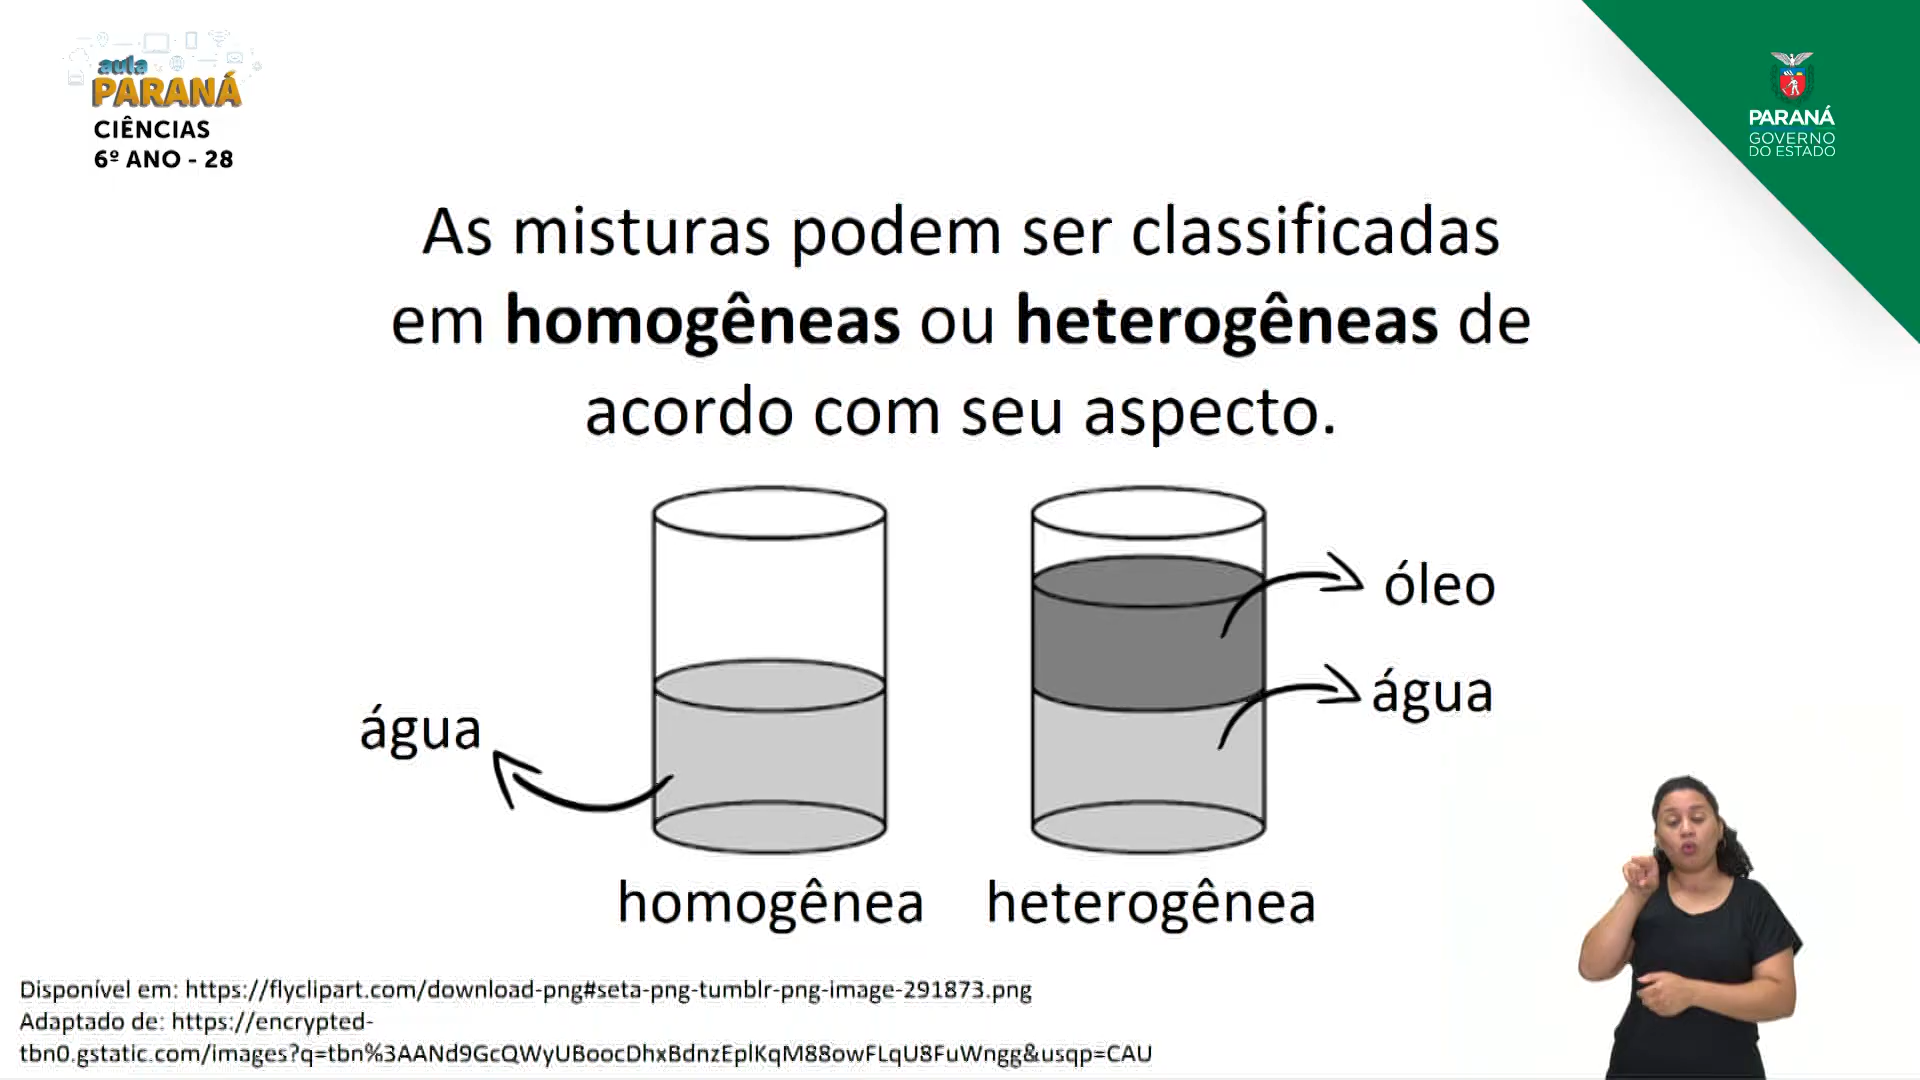 aula
PARANÁ
CIÊNCIAS
6º ANO - 28
PARANÁ
GOVERNO
DO ESTADO
As misturas podem ser classificadas
em homogêneas ou heterogêneas de
acordo com seu aspecto.
óleo
água
água
homogênea
heterogênea
Disponível em: https://flyclipart.com/download-png#seta-png-tumblr-png-image-291873.png
Adaptado de: https://encrypted-
tbn0.gstatic.com/images?q=tbn%3AANd9GcQWyUBoocDhxBdnzEplKqM88owFLqU8FuWngg&usqp=CAU